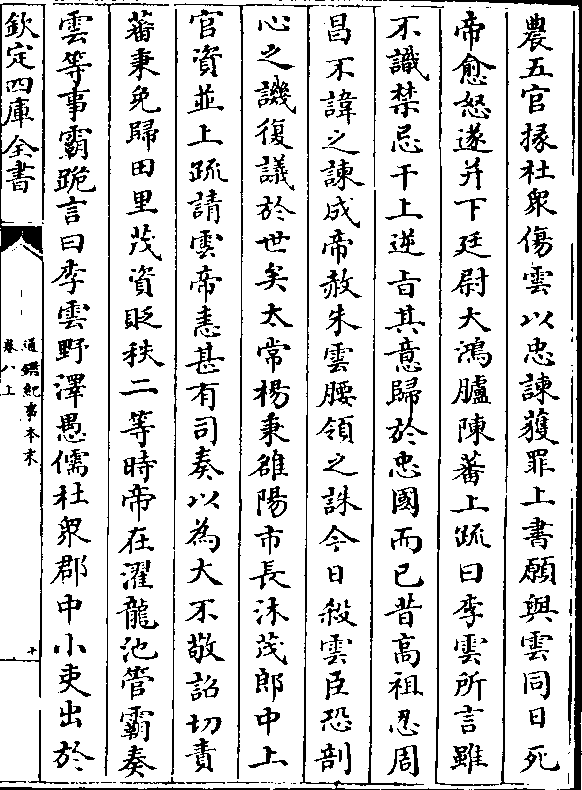 農五官掾杜衆傷雲以忠諫獲罪上書願與雲同日死
帝愈怒遂并下廷尉大鴻臚陳蕃上疏曰李雲所言雖
不識禁忌干上逆㫖其意歸於忠國而已昔高祖忍周
昌不諱之諫成帝赦朱雲腰領之誅今日殺雲臣恐剖
心之譏復議於世矣太常楊秉雒陽市長沐茂郎中上
官資並上疏請雲帝恚甚有司奏以為大不敬詔切責
蕃秉免歸田里茂資貶秩二等時帝在濯龍池管霸奏
雲等事霸跪言曰李雲野澤愚儒杜衆郡中小吏出於
欽定四庫全書
通鑑紀事本末
卷八上
十